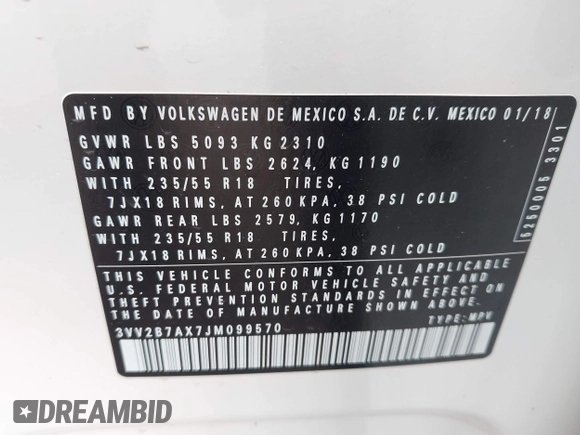 MFD BY VOLKSWAGEN DE MEXICO S.A. DE C.V. MEXICO 01/18
GVWR LBS 5093 KG 2310
GAWR FRONT LBS 2624, KG 1190
WITH 235/55 R18 TIRES,
7JX18 RIMS, AT 260 KPA, 38 PSI COLD
GAWR REAR LBS 2579, KG 1170
WITH 235/55 R18 TIRES,
7JX18 RIMS, AT 260 KPA, 38 PSI COLD
THIS VEHICLE CONFORMS TO ALL APPLICABLE
U.S. FEDERAL MOTOR VEHICLE SAFETY AND
THEFT PREVENTION STANDARDS IN EFFECT ON
THE DATE OF MANUFACTURE SHOWN ABOVE.
3VV2B7AX7JM099570 TYPE: MPV
5250005 3301
DREAMBID